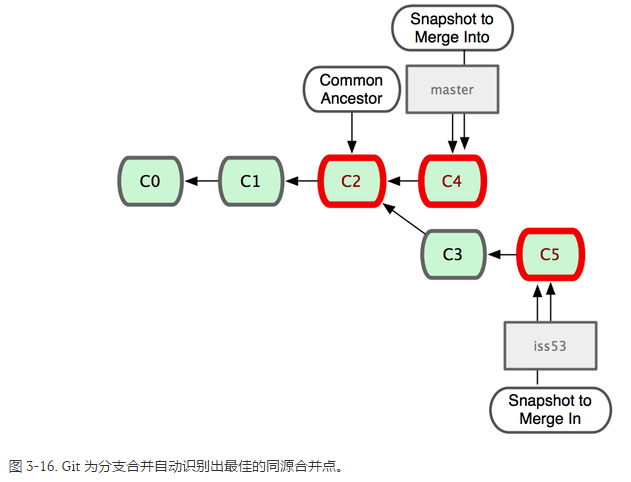 Snapshot to
Merge Into
Common
Ancestor
master
C0
C1
C2
C4
C3
C5
iss53
Snapshot to
Merge In
图 3-16. Git 为分支合并自动识别出最佳的同源合并点。